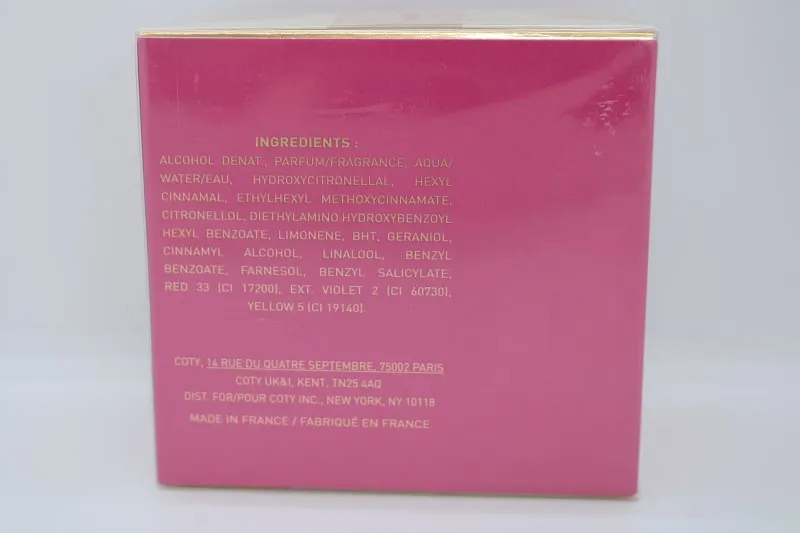 INGREDIENTS :
ALCOHOL DENAT., PARFUM/FRAGRANCE, AQUA/
WATER/EAU, HYDROXYCITRONELLAL, HEXYL
CINNAMAL, ETHYLHEXYL METHOXYCINNAMATE,
CITRONELLOL, DIETHYLAMINO HYDROXYBENZOYL
HEXYL BENZOATE, LIMONENE, BHT, GERANIOL,
CINNAMYL ALCOHOL, LINALOOL, BENZYL
BENZOATE, FARNESOL, BENZYL SALICYLATE,
RED 33 (CI 17200), EXT. VIOLET 2 (CI 60730),
YELLOW 5 (CI 19140).
COTY, 14 RUE DU QUATRE SEPTEMBRE, 75002 PARIS
COTY UK&I, KENT, TN25 4AQ
DIST. FOR/POUR COTY INC., NEW YORK, NY 10118
MADE IN FRANCE / FABRIQUÉ EN FRANCE